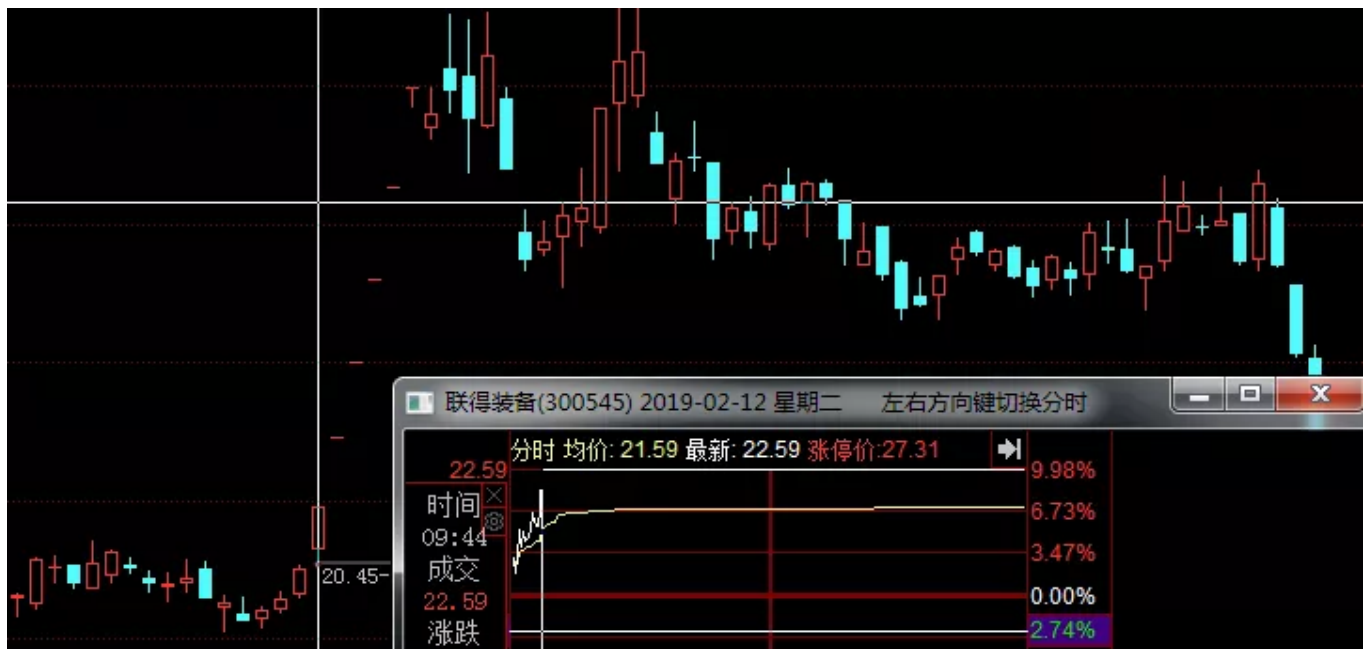 20.45
联得装备(300545) 2019-02-12 星期二 左右方向键切换分时
分时 均价: 21.59 最新: 22.59 涨停价:27.31
22.59
时间
09:44
成交
22.59
涨跌
9.98%
6.73%
3.47%
0.00%
2.74%